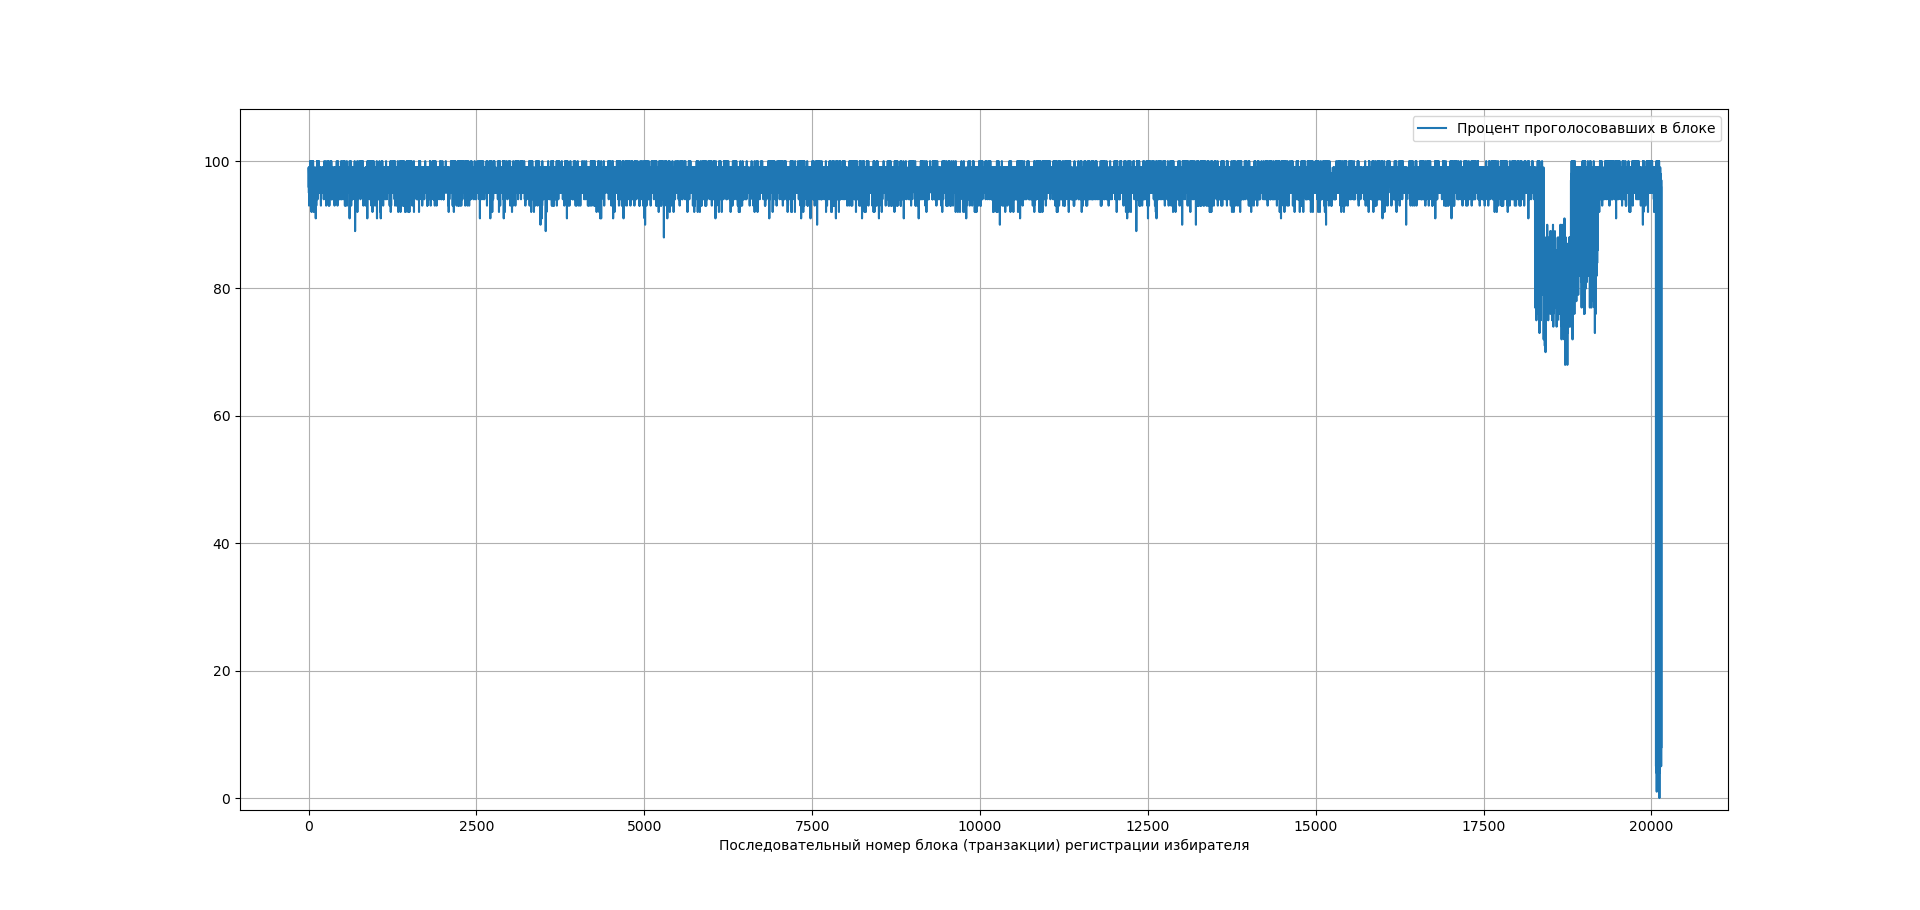 Процент проголосовавших в блоке
100
80
60
40
20
0
0 2500 5000 7500 10000 12500 15000 17500 20000
Последовательный номер блока (транзакции) регистрации избирателя